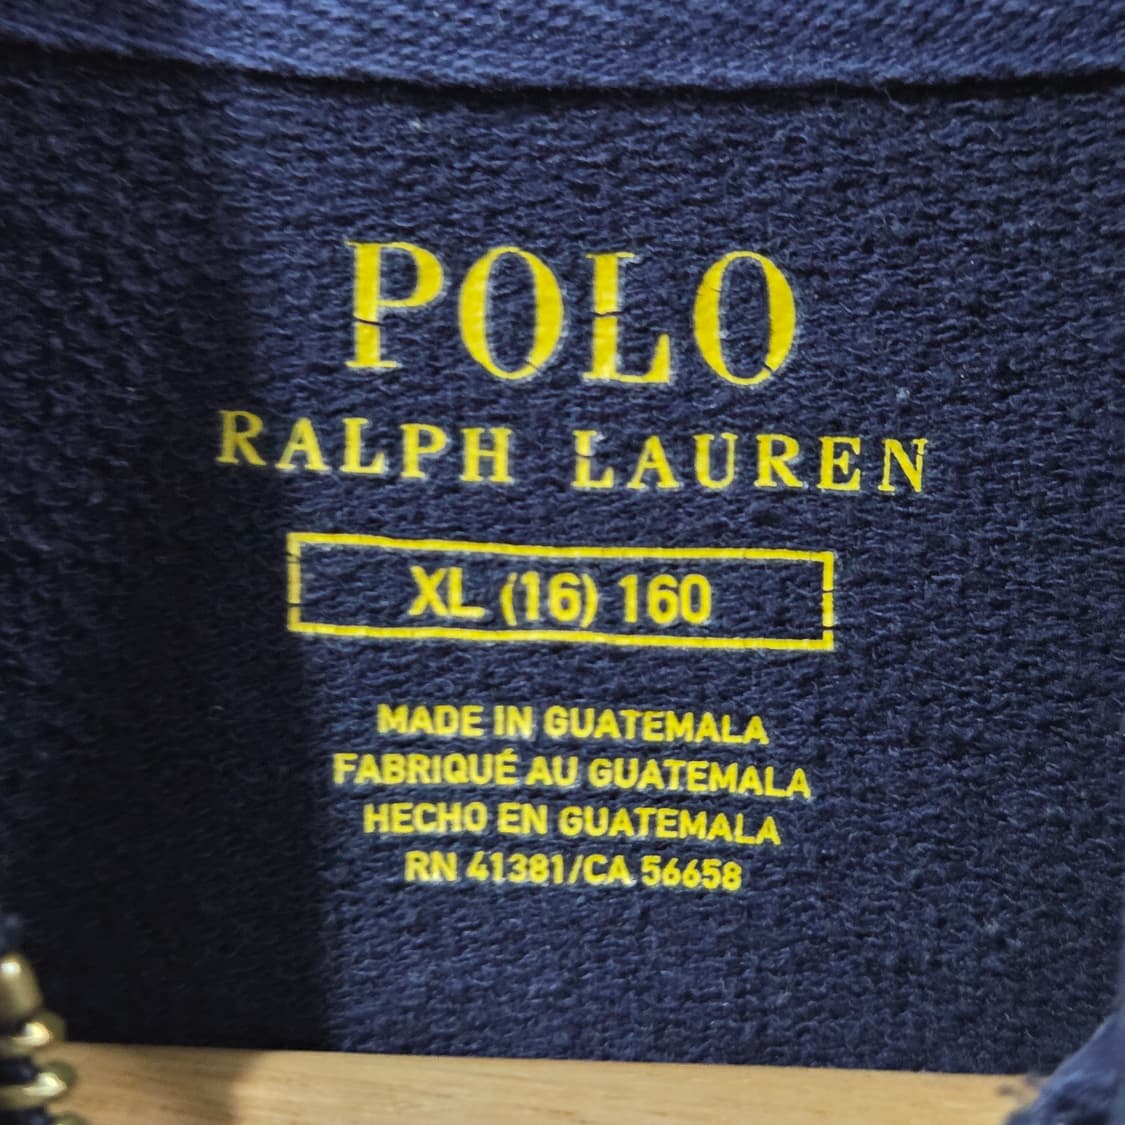 POLO
RALPH LAUREN
XL (16) 160
MADE IN GUATEMALA
FABRIQUÉ AU GUATEMALA
HECHO EN GUATEMALA
RN 41381/CA 56658